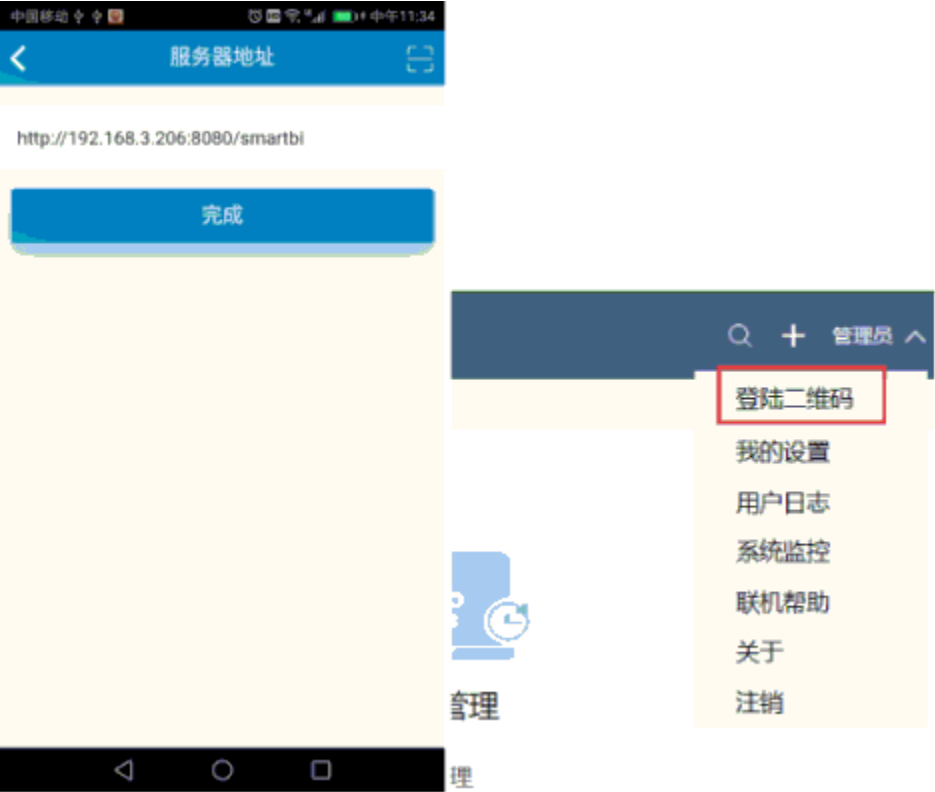 中国移动
中午11:34
服务器地址
http://192.168.3.206:8080/smartbi
完成
管理员
登陆二维码
我的设置
用户日志
系统监控
联机帮助
关于
注销
管理
理